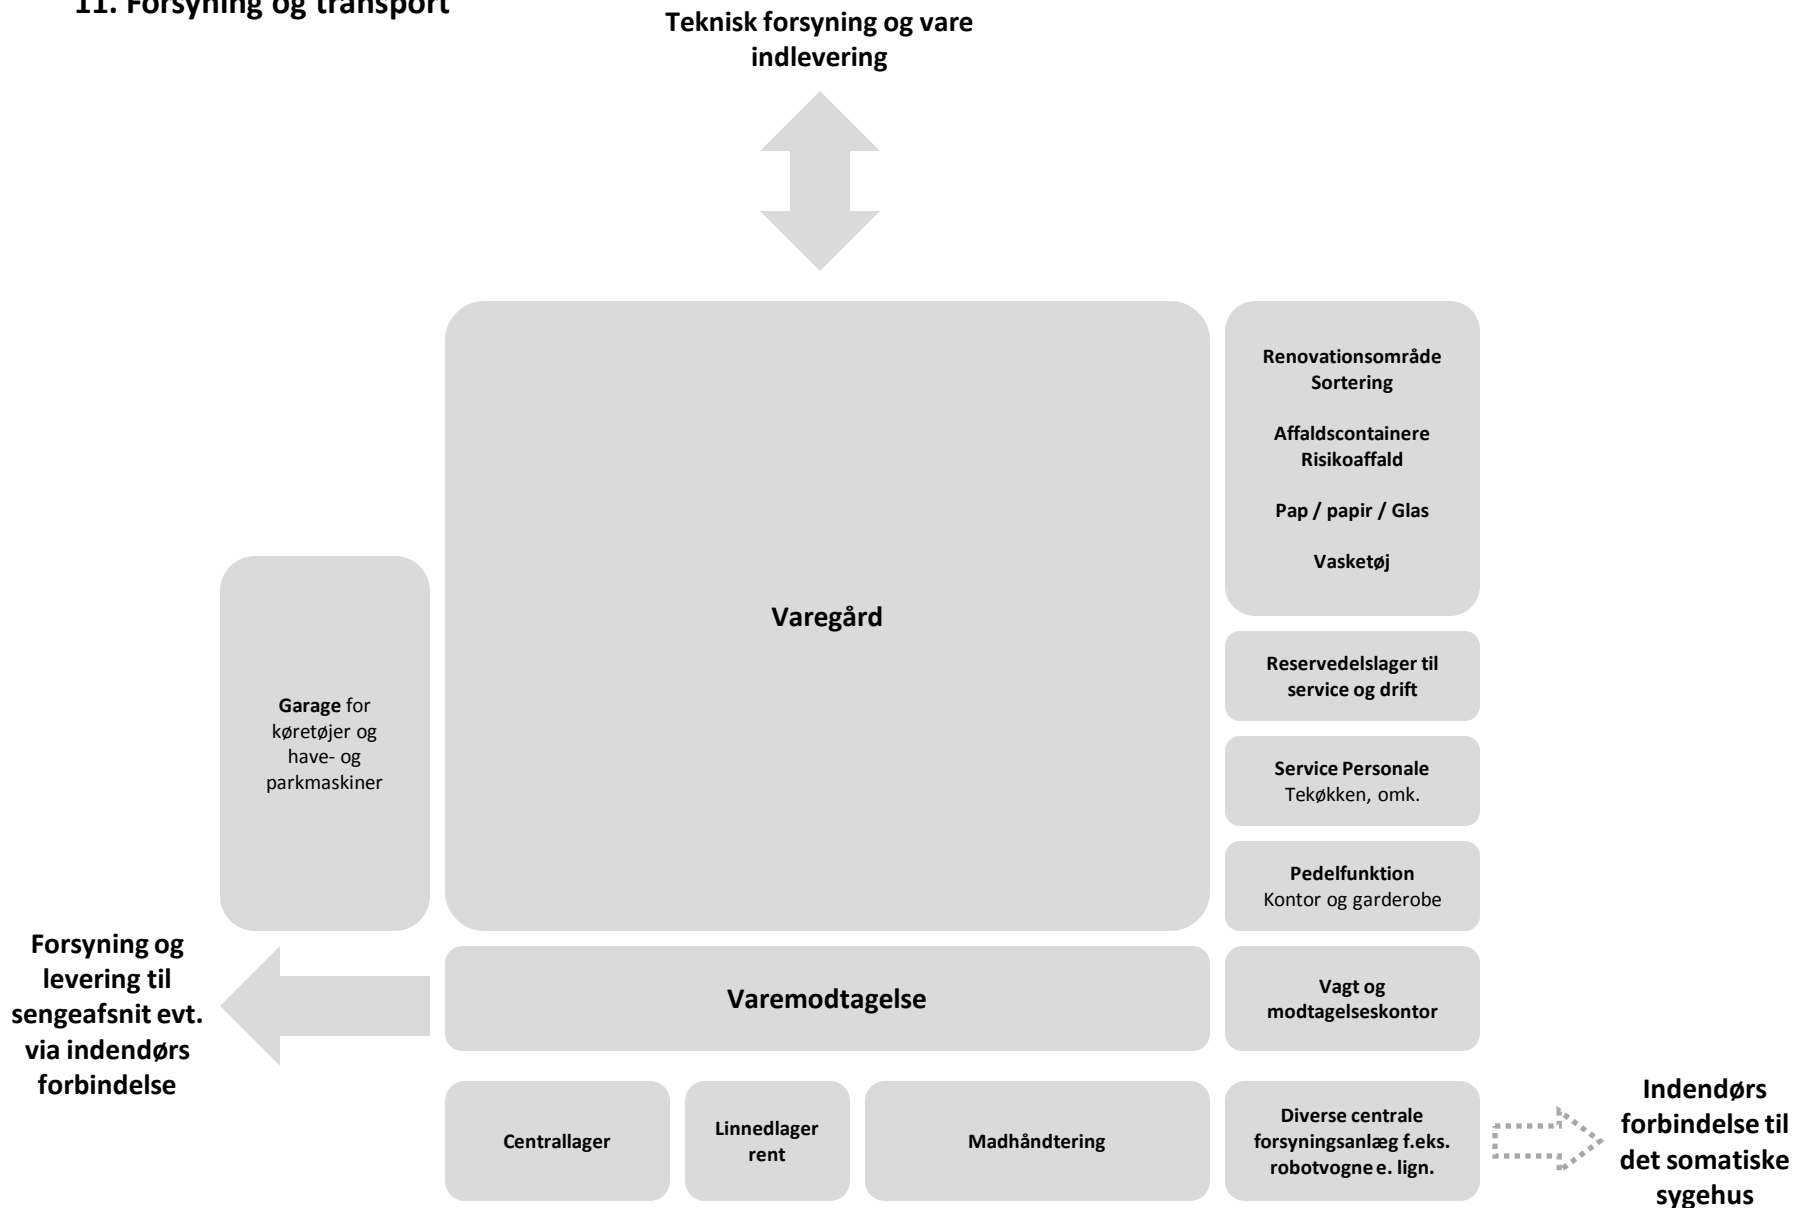 11. Forsyning og transport
Teknisk forsyning og vare
indlevering
Renovationsområde
Sortering
Affaldscontainere
Risikoaffald
Pap / papir / Glas
Vasketøj
Varegård
Reservedelslager til
service og drift
Garage for
køretøjer og
have- og
parkmaskiner
Service Personale
Tekøkken, omk.
Pedelfunktion
Kontor og garderobe
Forsyning og
levering til
sengeafsnit evt.
via indendørs
forbindelse
Varemodtagelse
Vagt og
modtagelseskontor
Centrallager
Linnedlager
rent
Madhåndtering
Diverse centrale
forsyningsanlæg f.eks.
robotvogne e. lign.
Indendørs
forbindelse til
det somatiske
sygehus